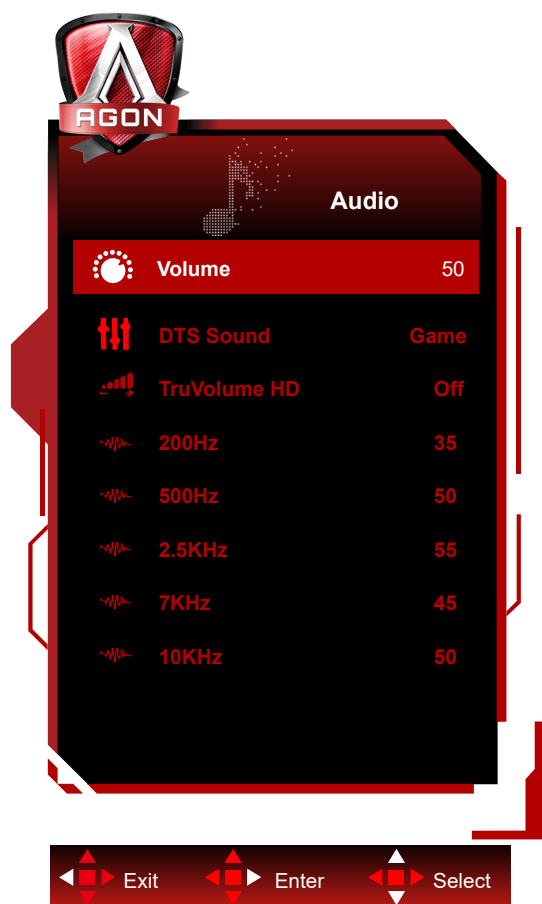 AGON
Audio
Volume 50
DTS Sound Game
TruVolume HD Off
200Hz 35
500Hz 50
2.5KHz 55
7KHz 45
10KHz 50
Exit Enter Select